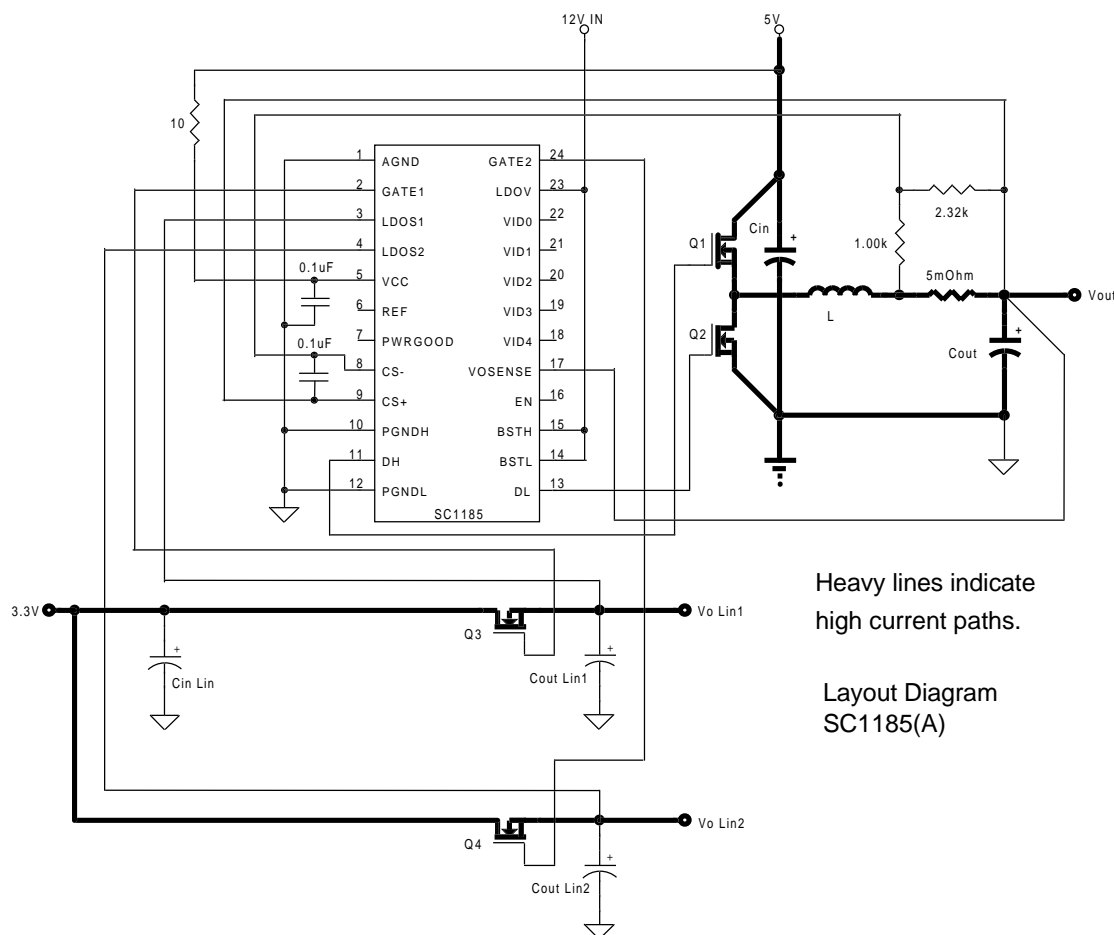 12V IN
5V
10
1 AGND
2 GATE1
3 LDOS1
4 LDOS2
5 VCC
6 REF
7 PWRGOOD
8 CS-
9 CS+
10 PGNDH
11 DH
12 PGNDL
GATE2 24
LDOV 23
VID0 22
VID1 21
VID2 20
VID3 19
VID4 18
VOSENSE 17
EN 16
BSTH 15
BSTL 14
DL 13
SC1185
0.1uF
0.1uF
Q1
Q2
Cin
+
2.32k
1.00k
5mOhm
L
Vout
+
Cout
3.3V
Q3
Vo Lin1
+
Cin Lin
+
Cout Lin1
Q4
Vo Lin2
+
Cout Lin2
Heavy lines indicate
high current paths.
Layout Diagram
SC1185(A)